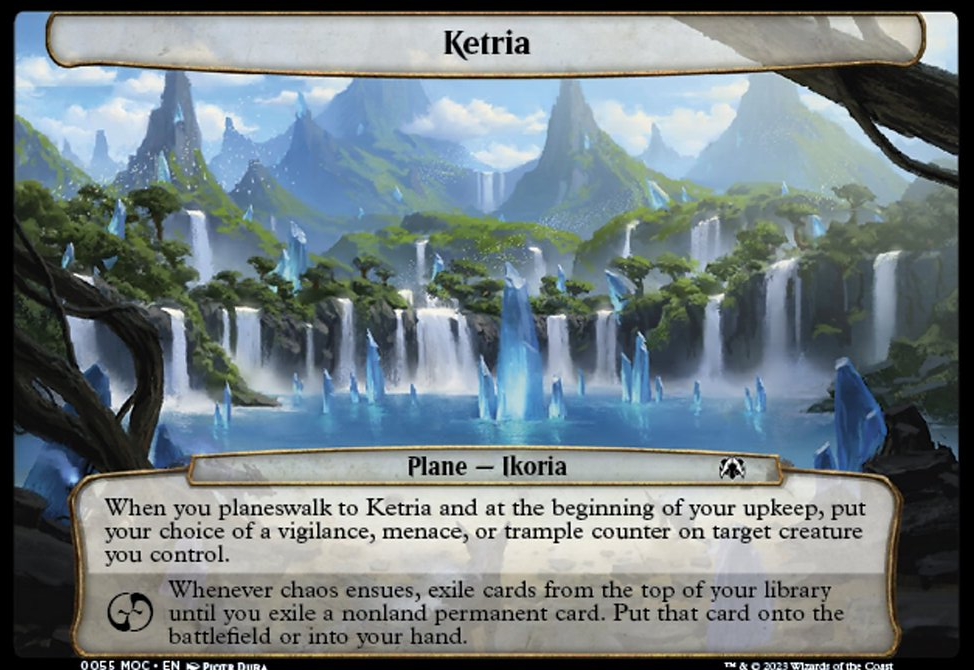 Ketria
Plane — Ikoria
When you planeswalk to Ketria and at the beginning of your upkeep, put
your choice of a vigilance, menace, or trample counter on target creature
you control.
Whenever chaos ensues, exile cards from the top of your library
until you exile a nonland permanent card. Put that card onto the
battlefield or into your hand.
0055 MOC • EN Piotr Dura
™ & © 2023 Wizards of the Coast